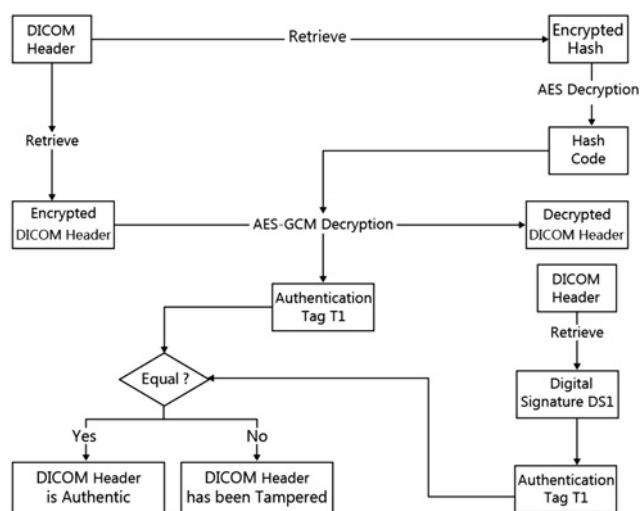 DICOM
Header
Retrieve
Encrypted
Hash
AES Decryption
Retrieve
Hash
Code
Encrypted
DICOM Header
AES-GCM Decryption
Decrypted
DICOM Header
DICOM
Header
Authentication
Tag T1
Retrieve
Equal ?
Digital
Signature DS1
Yes
No
DICOM Header
is Authentic
DICOM Header
has been Tampered
Authentication
Tag T1